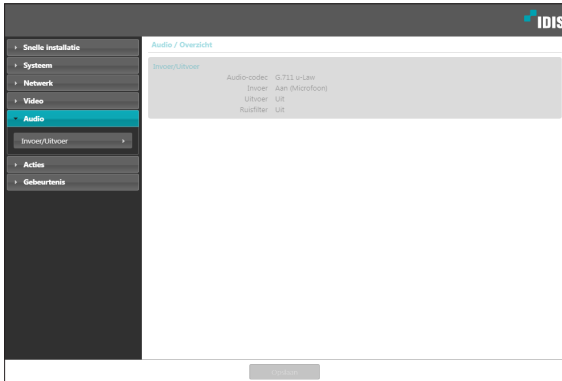 IDIS
Snelle installatie
Systeem
Netwerk
Video
Audio
Invoer/Uitvoer
Acties
Gebeurtenis
Audio / Overzicht
Invoer/Uitvoer
Audio-codec G.711 u-Law
Invoer Aan (Microfoon)
Uitvoer Uit
Ruisfilter Uit